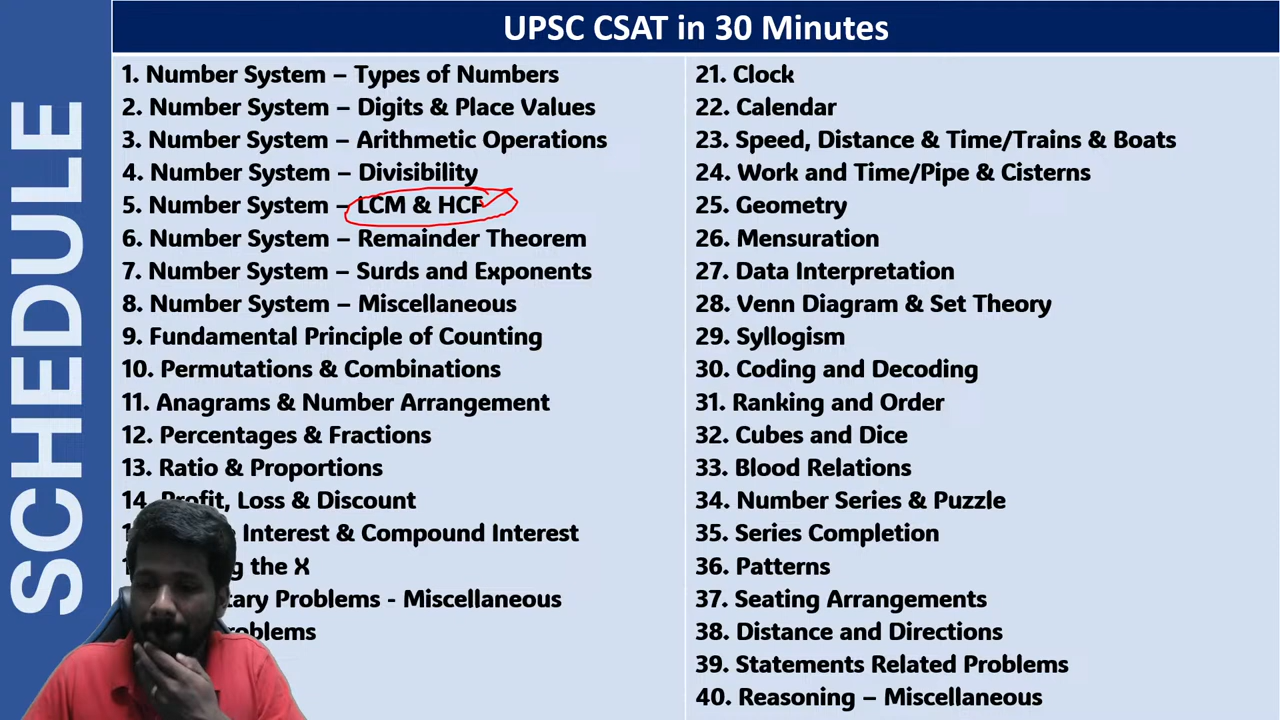 SCHEDULE
UPSC CSAT in 30 Minutes
1. Number System – Types of Numbers
2. Number System – Digits & Place Values
3. Number System – Arithmetic Operations
4. Number System – Divisibility
5. Number System – LCM & HCF
6. Number System – Remainder Theorem
7. Number System – Surds and Exponents
8. Number System – Miscellaneous
9. Fundamental Principle of Counting
10. Permutations & Combinations
11. Anagrams & Number Arrangement
12. Percentages & Fractions
13. Ratio & Proportions
14. Profit, Loss & Discount
Interest & Compound Interest
the X
Problems - Miscellaneous
21. Clock
22. Calendar
23. Speed, Distance & Time/Trains & Boats
24. Work and Time/Pipe & Cisterns
25. Geometry
26. Mensuration
27. Data Interpretation
28. Venn Diagram & Set Theory
29. Syllogism
30. Coding and Decoding
31. Ranking and Order
32. Cubes and Dice
33. Blood Relations
34. Number Series & Puzzle
35. Series Completion
36. Patterns
37. Seating Arrangements
38. Distance and Directions
39. Statements Related Problems
40. Reasoning – Miscellaneous